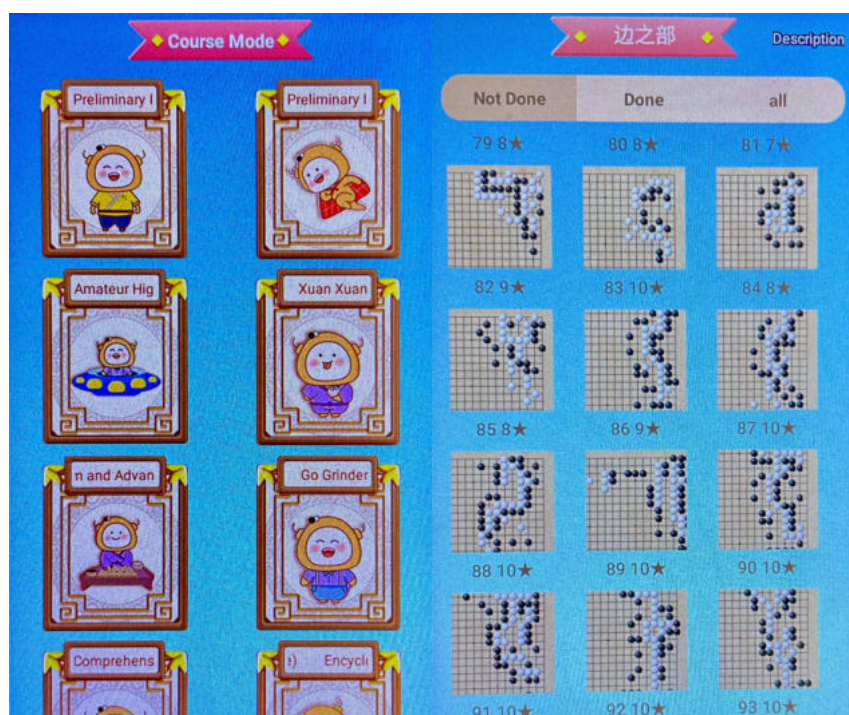 Course Mode
Preliminary I
Preliminary I
Amateur Hig
Xuan Xuan
n and Advan
Go Grinder
Comprehens
e) Encycl
边之部
Description
Not Done
Done
all
79 8★
80 8★
81 7★
82 9★
83 10★
84 8★
85 8★
86 9★
87 10★
88 10★
89 10★
90 10★
91 10★
92 10★
93 10★